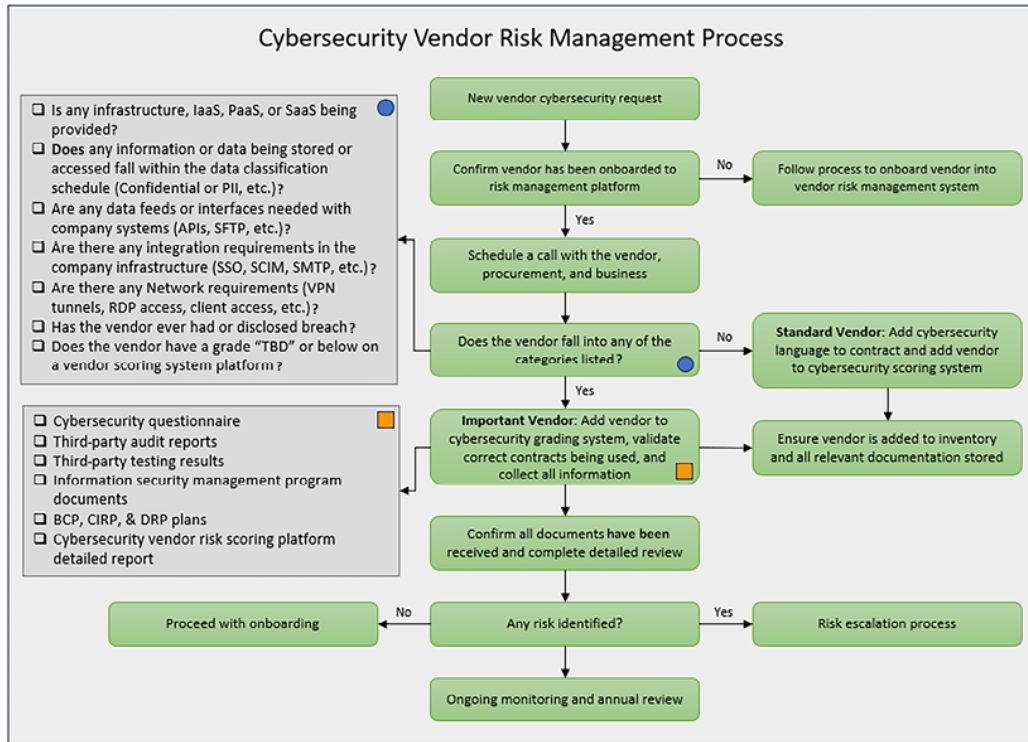 Cybersecurity Vendor Risk Management Process
❑ Is any infrastructure, IaaS, PaaS, or SaaS being
provided?
❑ Does any information or data being stored or
accessed fall within the data classification
schedule (Confidential or PII, etc.)?
❑ Are any data feeds or interfaces needed with
company systems (APIs, SFTP, etc.)?
❑ Are there any integration requirements in the
company infrastructure (SSO, SCIM, SMTP, etc.)?
❑ Are there any Network requirements (VPN
tunnels, RDP access, client access, etc.)?
❑ Has the vendor ever had or disclosed breach?
❑ Does the vendor have a grade “TBD” or below on
a vendor scoring system platform?
New vendor cybersecurity request
Confirm vendor has been onboarded to
risk management platform
No
Follow process to onboard vendor into
vendor risk management system
Yes
Schedule a call with the vendor,
procurement, and business
Does the vendor fall into any of the
categories listed?
No
Standard Vendor: Add cybersecurity
language to contract and add vendor
to cybersecurity scoring system
Yes
Important Vendor: Add vendor to
cybersecurity grading system, validate
correct contracts being used, and
collect all information
Ensure vendor is added to inventory
and all relevant documentation stored
❑ Cybersecurity questionnaire
❑ Third-party audit reports
❑ Third-party testing results
❑ Information security management program
documents
❑ BCP, CIRP, & DRP plans
❑ Cybersecurity vendor risk scoring platform
detailed report
Confirm all documents have been
received and complete detailed review
Proceed with onboarding
No
Any risk identified?
Yes
Risk escalation process
Ongoing monitoring and annual review